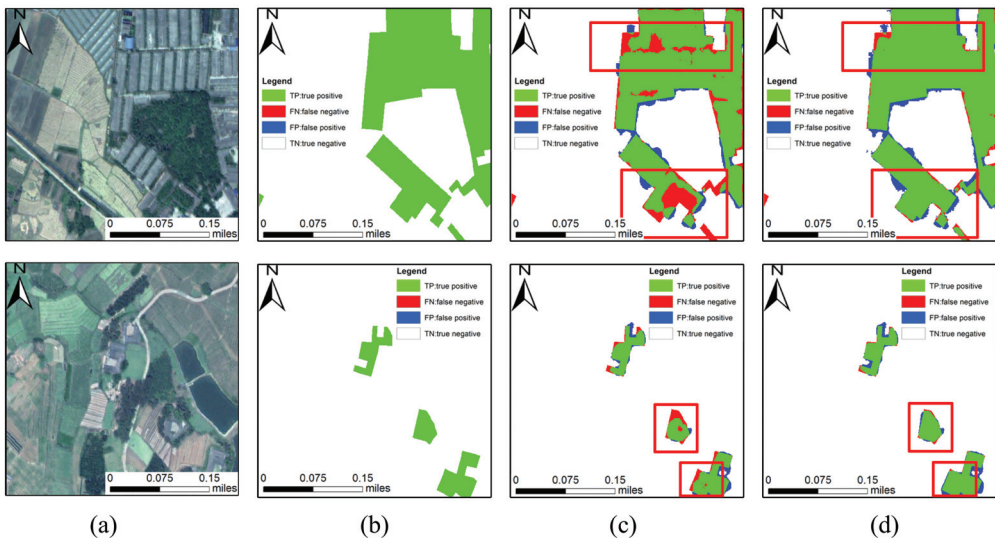 N
0 0.075 0.15
miles
N
Legend
TP:true positive
FN:false negative
FP:false positive
TN:true negative
0 0.075 0.15
miles
N
Legend
TP:true positive
FN:false negative
FP:false positive
TN:true negative
0 0.075 0.15
miles
N
Legend
TP:true positive
FN:false negative
FP:false positive
TN:true negative
0 0.075 0.15
miles
N
0 0.075 0.15
miles
N
Legend
TP:true positive
FN:false negative
FP:false positive
TN:true negative
0 0.075 0.15
miles
N
Legend
TP:true positive
FN:false negative
FP:false positive
TN:true negative
0 0.075 0.15
miles
N
Legend
TP:true positive
FN:false negative
FP:false positive
TN:true negative
0 0.075 0.15
miles
(a) (b) (c) (d)